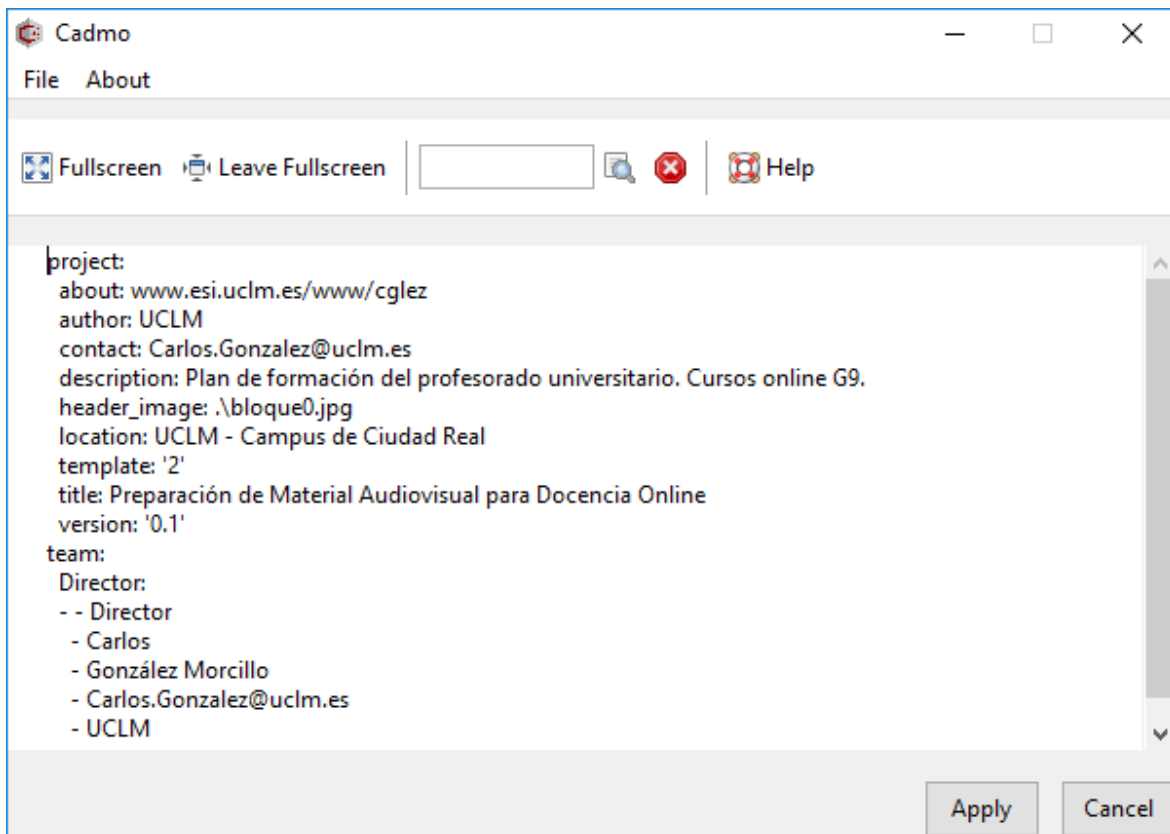 Cadmo
File About
Fullscreen Leave Fullscreen Help
project:
about: www.esi.uclm.es/www/cglez
author: UCLM
contact: Carlos.Gonzalez@uclm.es
description: Plan de formación del profesorado universitario. Cursos online G9.
header_image: .\bloque0.jpg
location: UCLM - Campus de Ciudad Real
template: '2'
title: Preparación de Material Audiovisual para Docencia Online
version: '0.1'
team:
Director:
- - Director
- Carlos
- González Morcillo
- Carlos.Gonzalez@uclm.es
- UCLM
Apply Cancel